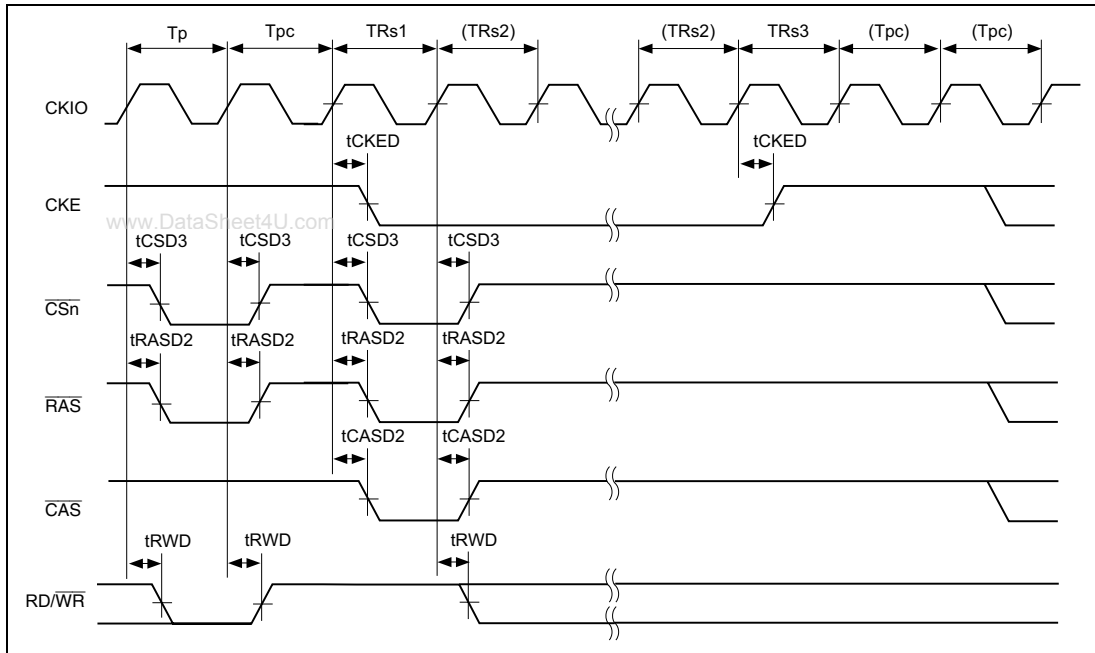 Tp Tpc TRs1 (TRs2) (TRs2) TRs3 (Tpc) (Tpc)
CKIO
tCKED tCKED
CKE
www.DataSheet4U.com
tCSD3 tCSD3 tCSD3 tCSD3
CSn
tRASD2 tRASD2 tRASD2 tRASD2
RAS
tCASD2 tCASD2
CAS
tRWD tRWD tRWD
RD/WR